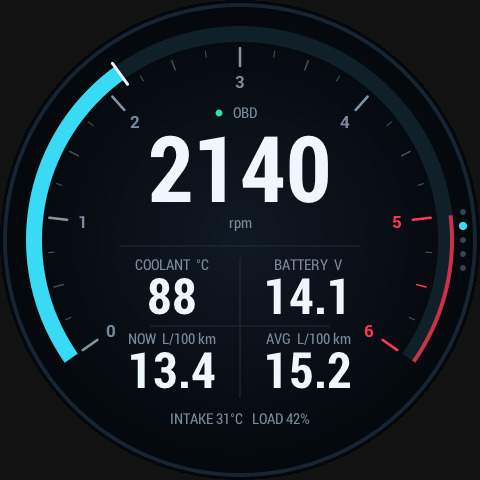 3
OBD
2
4
2140
rpm
1
5
COOLANT °C
BATTERY V
88
14.1
0
6
NOW L/100 km
AVG L/100 km
13.4
15.2
INTAKE 31°C LOAD 42%